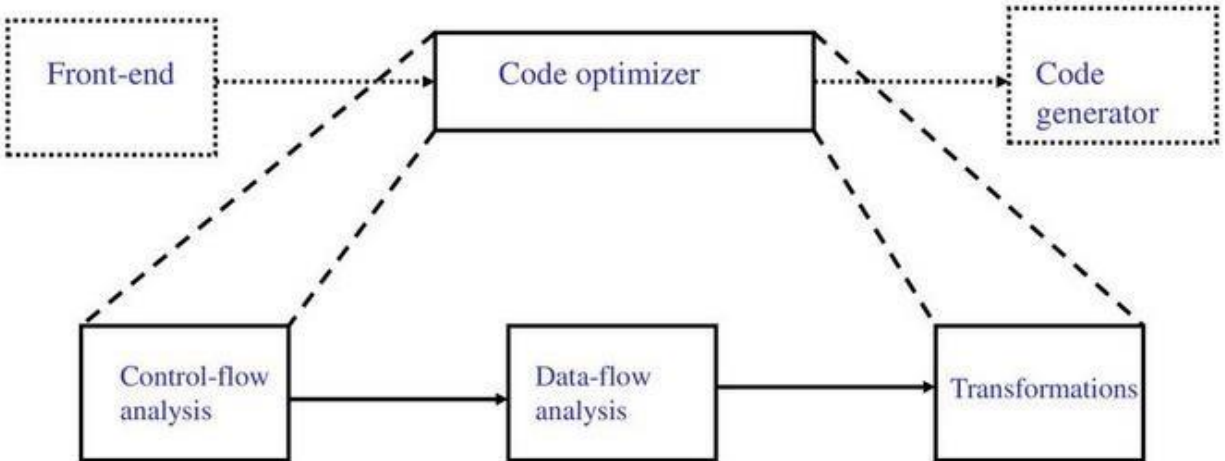 Front-end
Code optimizer
Code
generator
Control-flow
analysis
Data-flow
analysis
Transformations